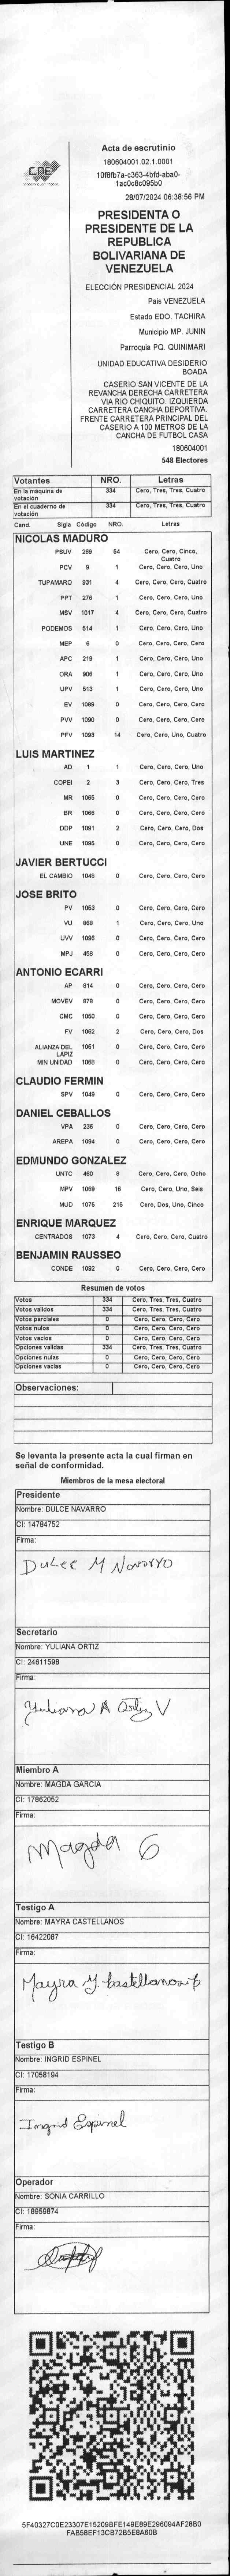 Acta de escrutinio
CNE
180604001.02.1.0001
10f8fb7a-c363-4bfd-aba0-
1ac0c8c095b0
28/07/2024 06:38:56 PM
PRESIDENTA O
PRESIDENTE DE LA
REPUBLICA
BOLIVARIANA DE
VENEZUELA
ELECCIÓN PRESIDENCIAL 2024
Pais VENEZUELA
Estado EDO. TACHIRA
Municipio MP. JUNIN
Parroquia PQ. QUINIMARI
UNIDAD EDUCATIVA DESIDERIO
BOADA
CASERIO SAN VICENTE DE LA
REVANCHA DERECHA CARRETERA
VIA RIO CHIQUITO. IZQUIERDA
CARRETERA CANCHA DEPORTIVA.
FRENTE CARRETERA PRINCIPAL DEL
CASERIO A 100 METROS DE LA
CANCHA DE FUTBOL CASA
180604001
548 Electores
Votantes NRO. Letras
En la máquina de votación 334 Cero, Tres, Tres, Cuatro
En el cuaderno de votación 334 Cero, Tres, Tres, Cuatro
Cand. Sigla Código NRO. Letras
NICOLAS MADURO
PSUV 269 54 Cero, Cero, Cinco, Cuatro
PCV 9 1 Cero, Cero, Cero, Uno
TUPAMARO 931 4 Cero, Cero, Cero, Cuatro
PPT 276 1 Cero, Cero, Cero, Uno
MSV 1017 4 Cero, Cero, Cero, Cuatro
PODEMOS 514 1 Cero, Cero, Cero, Uno
MEP 6 0 Cero, Cero, Cero, Cero
APC 219 1 Cero, Cero, Cero, Uno
ORA 906 1 Cero, Cero, Cero, Uno
UPV 513 1 Cero, Cero, Cero, Uno
EV 1089 0 Cero, Cero, Cero, Cero
PVV 1090 0 Cero, Cero, Cero, Cero
PFV 1093 14 Cero, Cero, Uno, Cuatro
LUIS MARTINEZ
AD 1 1 Cero, Cero, Cero, Uno
COPEI 2 3 Cero, Cero, Cero, Tres
MR 1065 0 Cero, Cero, Cero, Cero
BR 1066 0 Cero, Cero, Cero, Cero
DDP 1091 2 Cero, Cero, Cero, Dos
UNE 1095 0 Cero, Cero, Cero, Cero
JAVIER BERTUCCI
EL CAMBIO 1048 0 Cero, Cero, Cero, Cero
JOSE BRITO
PV 1053 0 Cero, Cero, Cero, Cero
VU 868 1 Cero, Cero, Cero, Uno
UVV 1096 0 Cero, Cero, Cero, Cero
MPJ 458 0 Cero, Cero, Cero, Cero
ANTONIO ECARRI
AP 814 0 Cero, Cero, Cero, Cero
MOVEV 878 0 Cero, Cero, Cero, Cero
CMC 1050 0 Cero, Cero, Cero, Cero
FV 1062 2 Cero, Cero, Cero, Dos
ALIANZA DEL LAPIZ 1051 0 Cero, Cero, Cero, Cero
MIN UNIDAD 1068 0 Cero, Cero, Cero, Cero
CLAUDIO FERMIN
SPV 1049 0 Cero, Cero, Cero, Cero
DANIEL CEBALLOS
VPA 236 0 Cero, Cero, Cero, Cero
AREPA 1094 0 Cero, Cero, Cero, Cero
EDMUNDO GONZALEZ
UNTC 460 8 Cero, Cero, Cero, Ocho
MPV 1069 16 Cero, Cero, Uno, Seis
MUD 1075 215 Cero, Dos, Uno, Cinco
ENRIQUE MARQUEZ
CENTRADOS 1073 4 Cero, Cero, Cero, Cuatro
BENJAMIN RAUSSEO
CONDE 1092 0 Cero, Cero, Cero, Cero
Resumen de votos
Votos 334 Cero, Tres, Tres, Cuatro
Votos validos 334 Cero, Tres, Tres, Cuatro
Votos parciales 0 Cero, Cero, Cero, Cero
Votos nulos 0 Cero, Cero, Cero, Cero
Votos vacios 0 Cero, Cero, Cero, Cero
Opciones validas 334 Cero, Tres, Tres, Cuatro
Opciones nulas 0 Cero, Cero, Cero, Cero
Opciones vacias 0 Cero, Cero, Cero, Cero
Observaciones:
Se levanta la presente acta la cual firman en
señal de conformidad.
Miembros de la mesa electoral
Presidente
Nombre: DULCE NAVARRO
CI: 14784752
Firma:
Dulce M Navarro
Secretario
Nombre: YULIANA ORTIZ
CI: 24611598
Firma:
Yuliana A Ortiz V
Miembro A
Nombre: MAGDA GARCIA
CI: 17862052
Firma:
Magda G
Testigo A
Nombre: MAYRA CASTELLANOS
CI: 16422087
Firma:
Mayra Y. Castellanos
Testigo B
Nombre: INGRID ESPINEL
CI: 17058194
Firma:
Ingrid Espinel
Operador
Nombre: SONIA CARRILLO
CI: 18959874
Firma:
5F40327C0E23307E15209BFE149E89E296094AF28B0
FAB58EF13CB72B5E8A60B